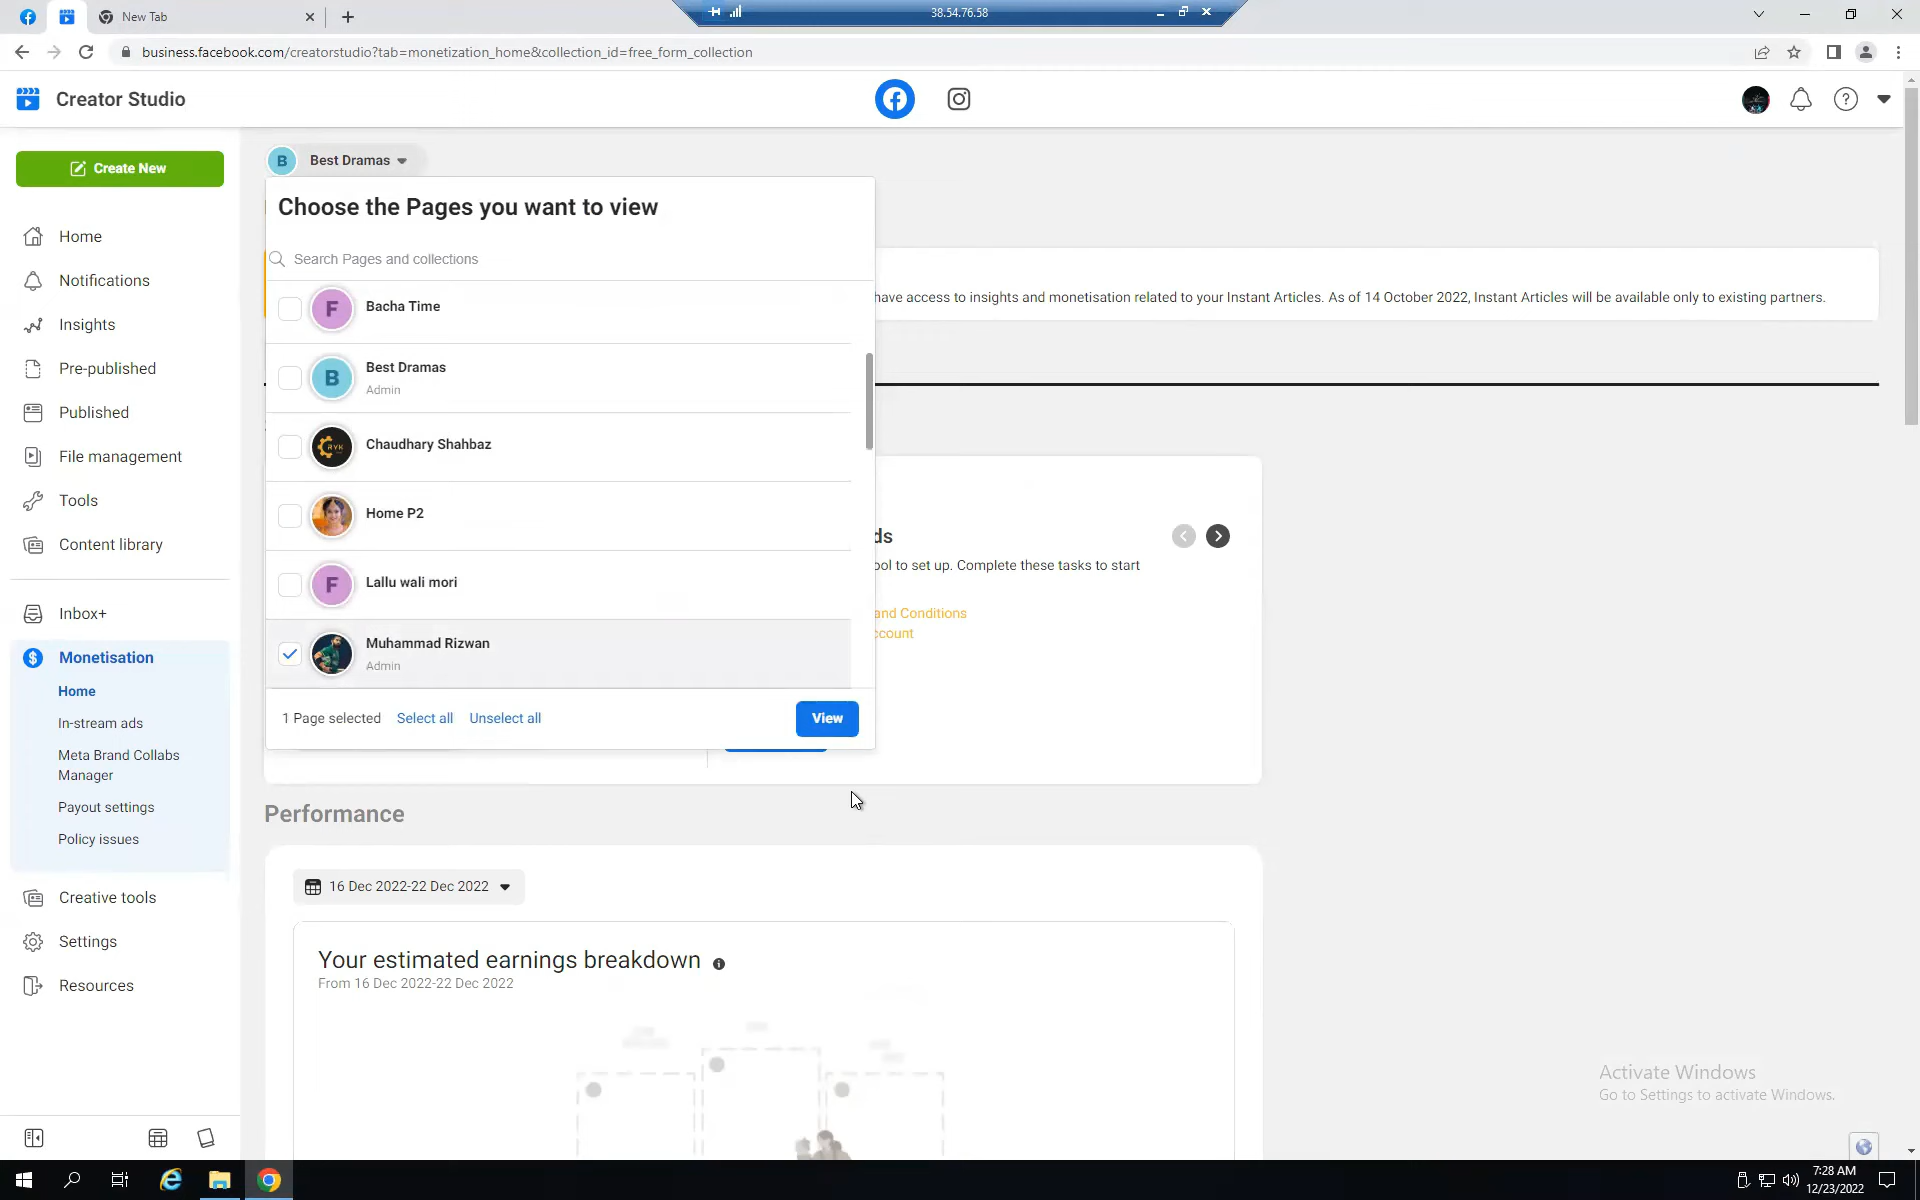 New Tab
38.54.76.58
business.facebook.com/creatorstudio?tab=monetization_home&collection_id=free_form_collection
Creator Studio
Create New
Home
Notifications
Insights
Pre-published
Published
File management
Tools
Content library
Inbox+
Monetisation
Home
In-stream ads
Meta Brand Collabs
Manager
Payout settings
Policy issues
Creative tools
Settings
Resources
B
Best Dramas
Choose the Pages you want to view
Search Pages and collections
F
Bacha Time
B
Best Dramas
Admin
RYK
Chaudhary Shahbaz
Home P2
F
Lallu wali mori
Muhammad Rizwan
Admin
1 Page selected
Select all
Unselect all
View
have access to insights and monetisation related to your Instant Articles. As of 14 October 2022, Instant Articles will be available only to existing partners.
ds
ool to set up. Complete these tasks to start
and Conditions
ccount
Performance
16 Dec 2022-22 Dec 2022
Your estimated earnings breakdown
From 16 Dec 2022-22 Dec 2022
Activate Windows
Go to Settings to activate Windows.
7:28 AM
12/23/2022